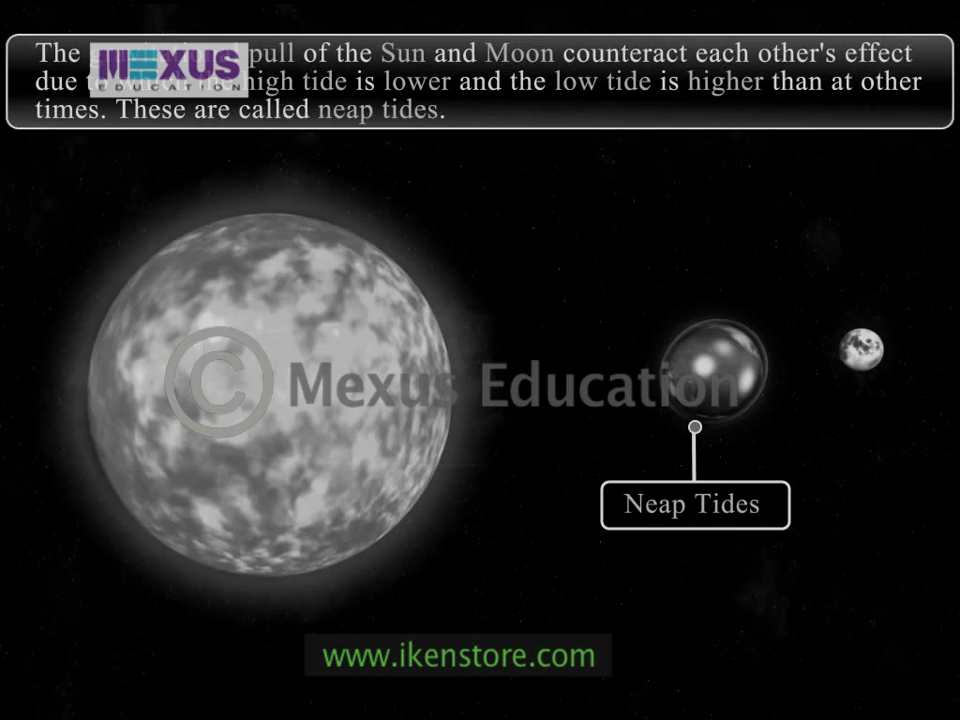 The pull of the Sun and Moon counteract each other's effect
due high tide is lower and the low tide is higher than at other
times. These are called neap tides.
MEXUS
EDUCATION
© Mexus Education
Neap Tides
www.ikenstore.com